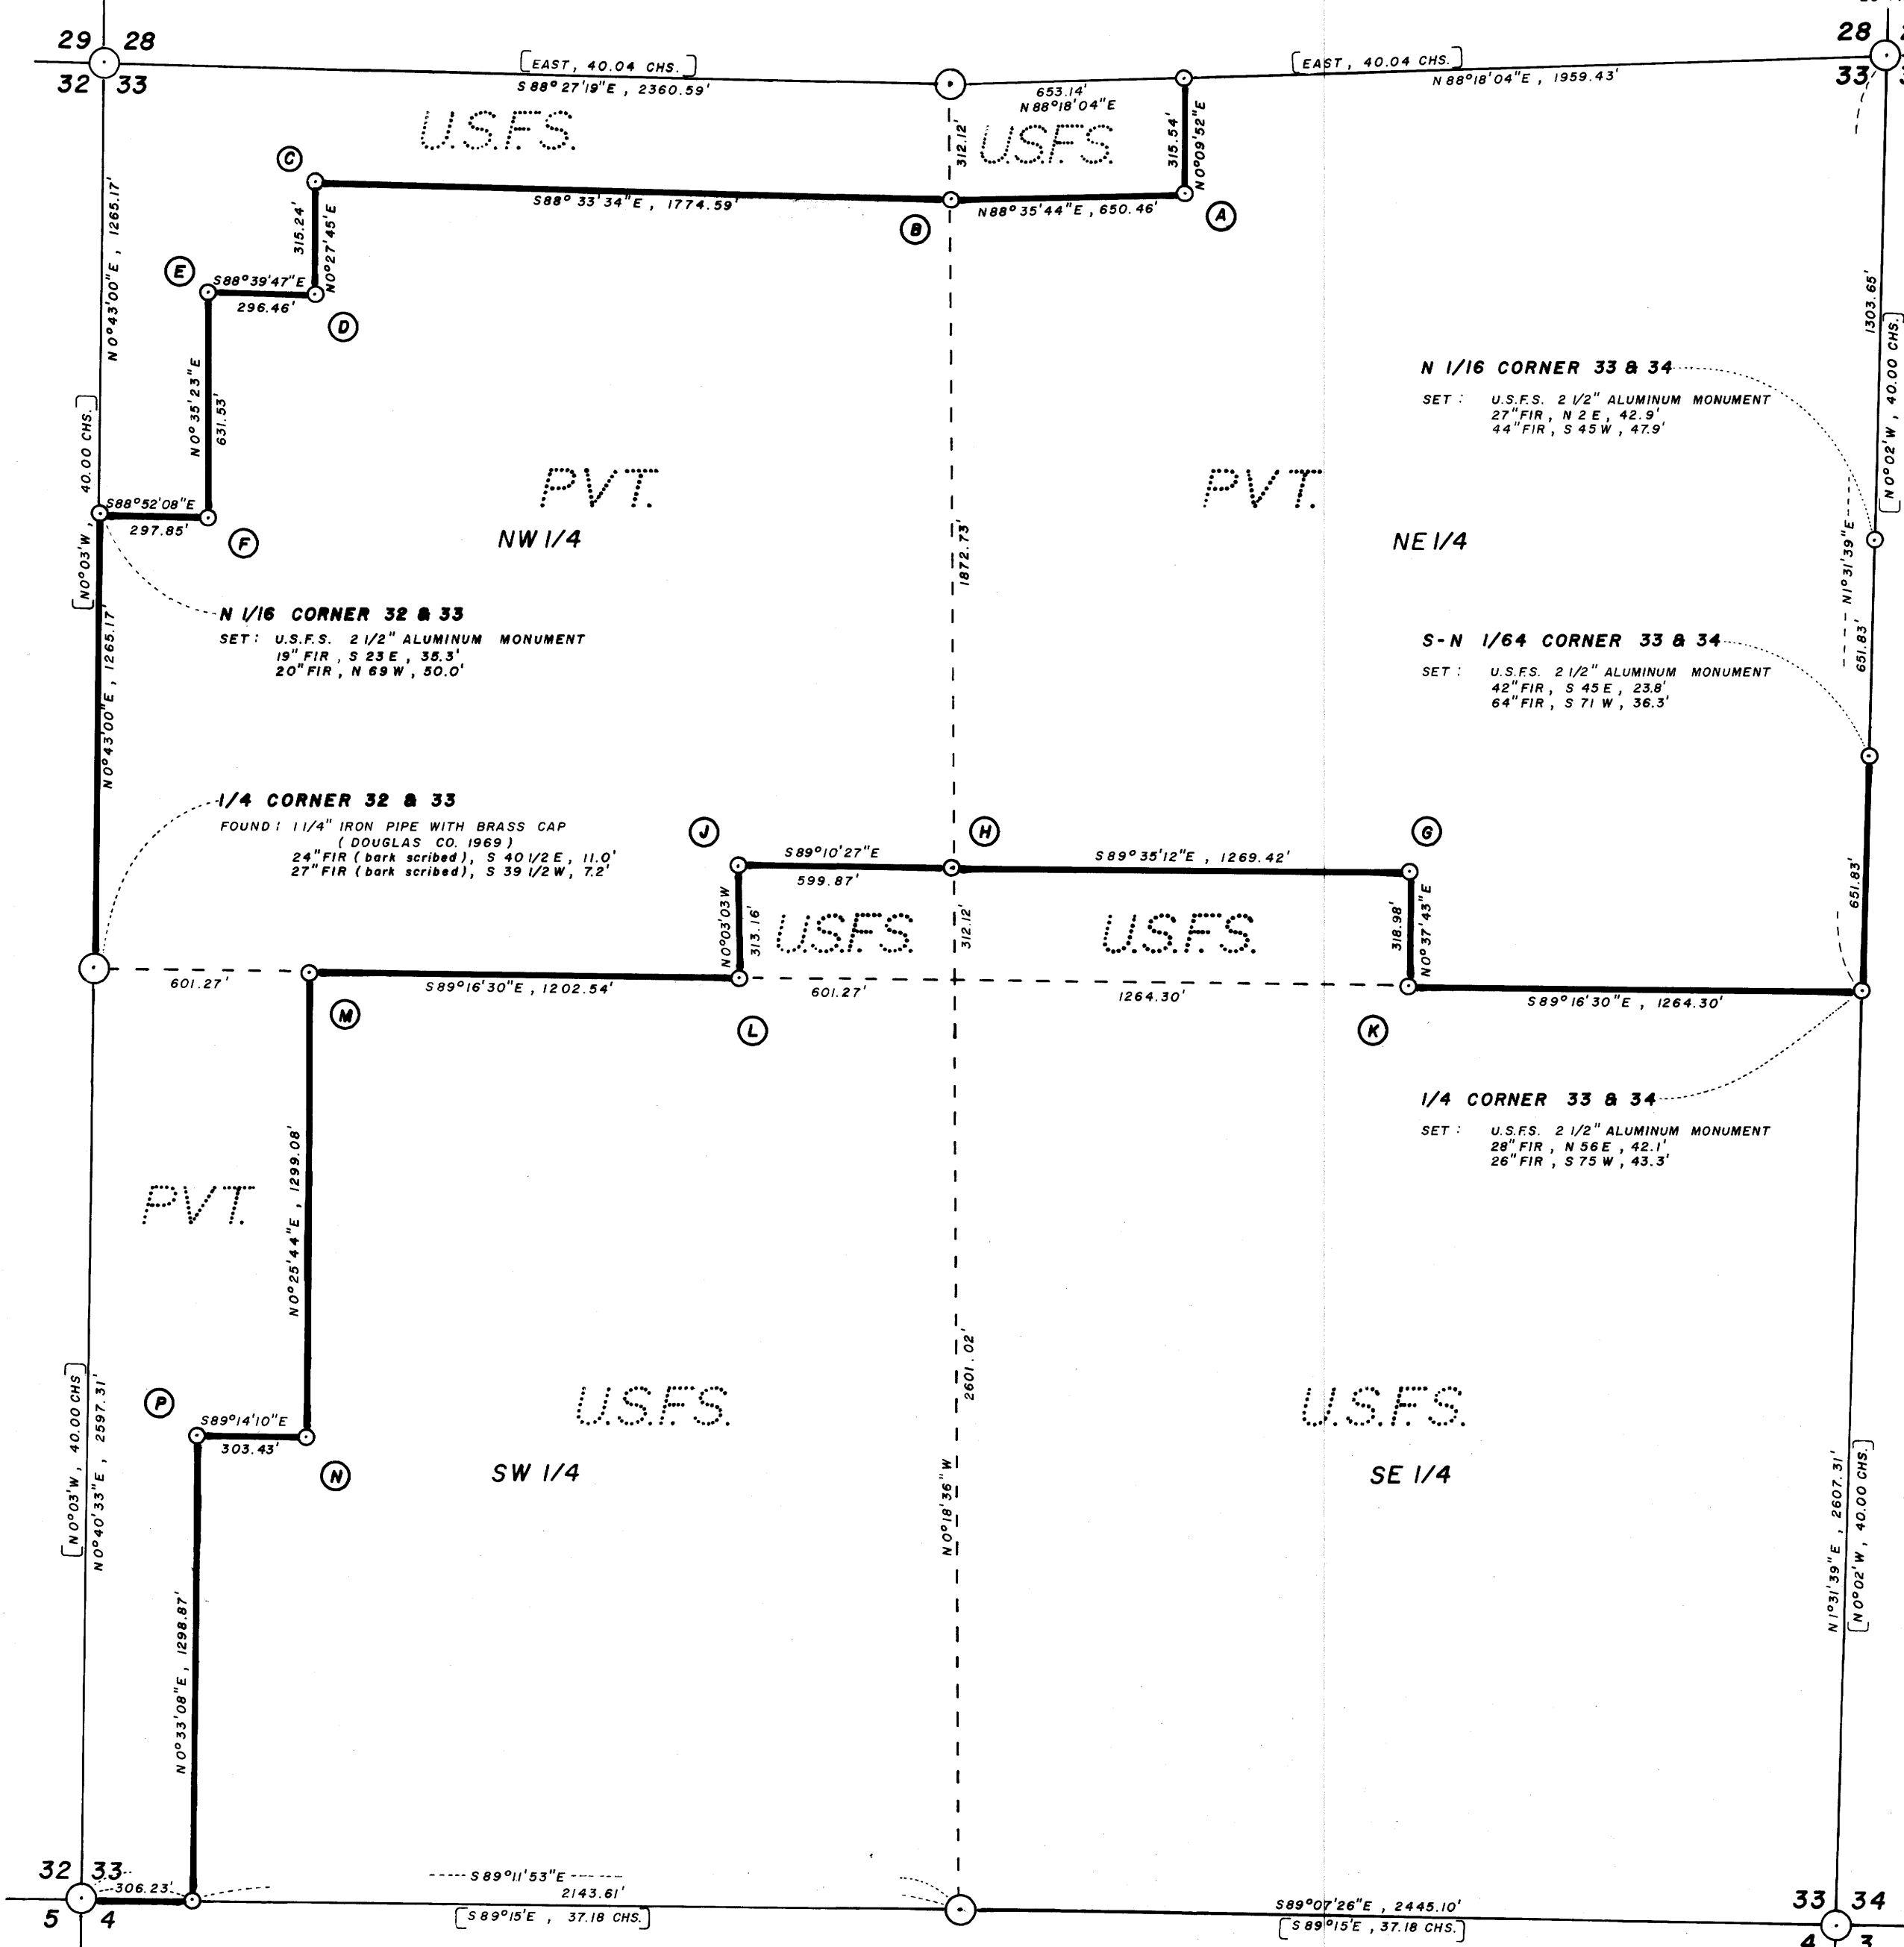 29 28
32 33
[EAST, 40.04 CHS.]
S88°27'19"E, 2360.59'
653.14'
N88°18'04"E
[EAST, 40.04 CHS.]
N88°18'04"E, 1959.43'
28
33
U.S.F.S.
312.12'
U.S.F.S.
315.54'
N0°09'52"E
C
S88°33'34"E, 1774.59'
B
N88°35'44"E, 650.46'
A
N0°43'00"E, 1265.17'
315.24'
N0°27'45"E
E
S88°39'47"E
296.46'
D
N0°35'23"E
631.53'
1303.65'
[N0°02'W, 40.00 CHS.]
N 1/16 CORNER 33 & 34
SET: U.S.F.S. 2 1/2" ALUMINUM MONUMENT
27" FIR, N 2 E, 42.9'
44" FIR, S 45 W, 47.9'
[N0°03'W, 40.00 CHS.]
S88°52'08"E
297.85'
F
PVT.
NW 1/4
1872.73'
PVT.
NE 1/4
N1°31'39"E
651.83'
N 1/16 CORNER 32 & 33
SET: U.S.F.S. 2 1/2" ALUMINUM MONUMENT
19" FIR, S 23 E, 35.3'
20" FIR, N 69 W, 50.0'
N0°43'00"E, 1265.17'
S-N 1/64 CORNER 33 & 34
SET: U.S.F.S. 2 1/2" ALUMINUM MONUMENT
42" FIR, S 45 E, 23.8'
64" FIR, S 71 W, 36.3'
1/4 CORNER 32 & 33
FOUND: 1 1/4" IRON PIPE WITH BRASS CAP
(DOUGLAS CO. 1969)
24" FIR (bark scribed), S 40 1/2 E, 11.0'
27" FIR (bark scribed), S 39 1/2 W, 7.2'
J
H
G
S89°10'27"E
599.87'
S89°35'12"E, 1269.42'
651.83'
N0°03'03W
313.16'
U.S.F.S.
312.12'
U.S.F.S.
318.98'
N0°37'43"E
601.27'
S89°16'30"E, 1202.54'
601.27'
1264.30'
S89°16'30"E, 1264.30'
M
L
K
1/4 CORNER 33 & 34
SET: U.S.F.S. 2 1/2" ALUMINUM MONUMENT
28" FIR, N 56 E, 42.1'
26" FIR, S 75 W, 43.3'
PVT.
N0°25'44"E, 1299.08'
[N0°03'W, 40.00 CHS]
N0°40'33"E, 2597.31'
P
S89°14'10"E
303.43'
N
U.S.F.S.
SW 1/4
2601.02'
N0°18'36"W
U.S.F.S.
SE 1/4
N1°31'39"E, 2607.31'
[N0°02'W, 40.00 CHS.]
N0°33'08"E, 1298.87'
32 33
5 4
306.23'
S89°11'53"E
2143.61'
[S89°15'E, 37.18 CHS.]
S89°07'26"E, 2445.10'
[S89°15'E, 37.18 CHS.]
33 34
4 3